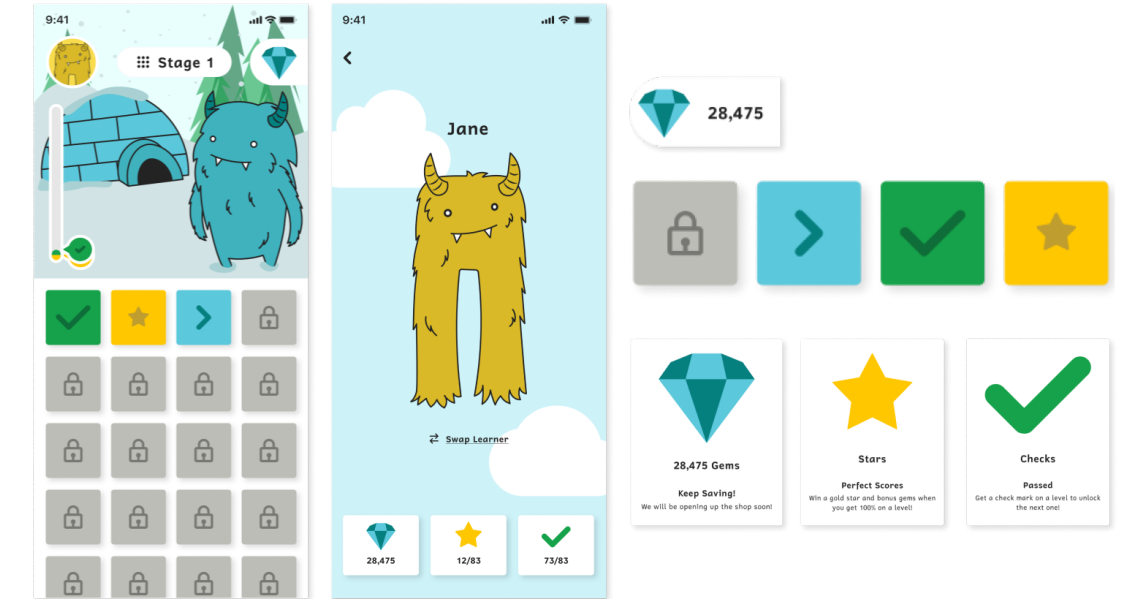 9:41
Stage 1
9:41
Jane
Swap Learner
28,475
12/83
73/83
28,475
28,475 Gems
Keep Saving!
We will be opening up the shop soon!
Stars
Perfect Scores
Win a gold star and bonus gems when
you get 100% on a level!
Checks
Passed
Get a check mark on a level to unlock
the next one!